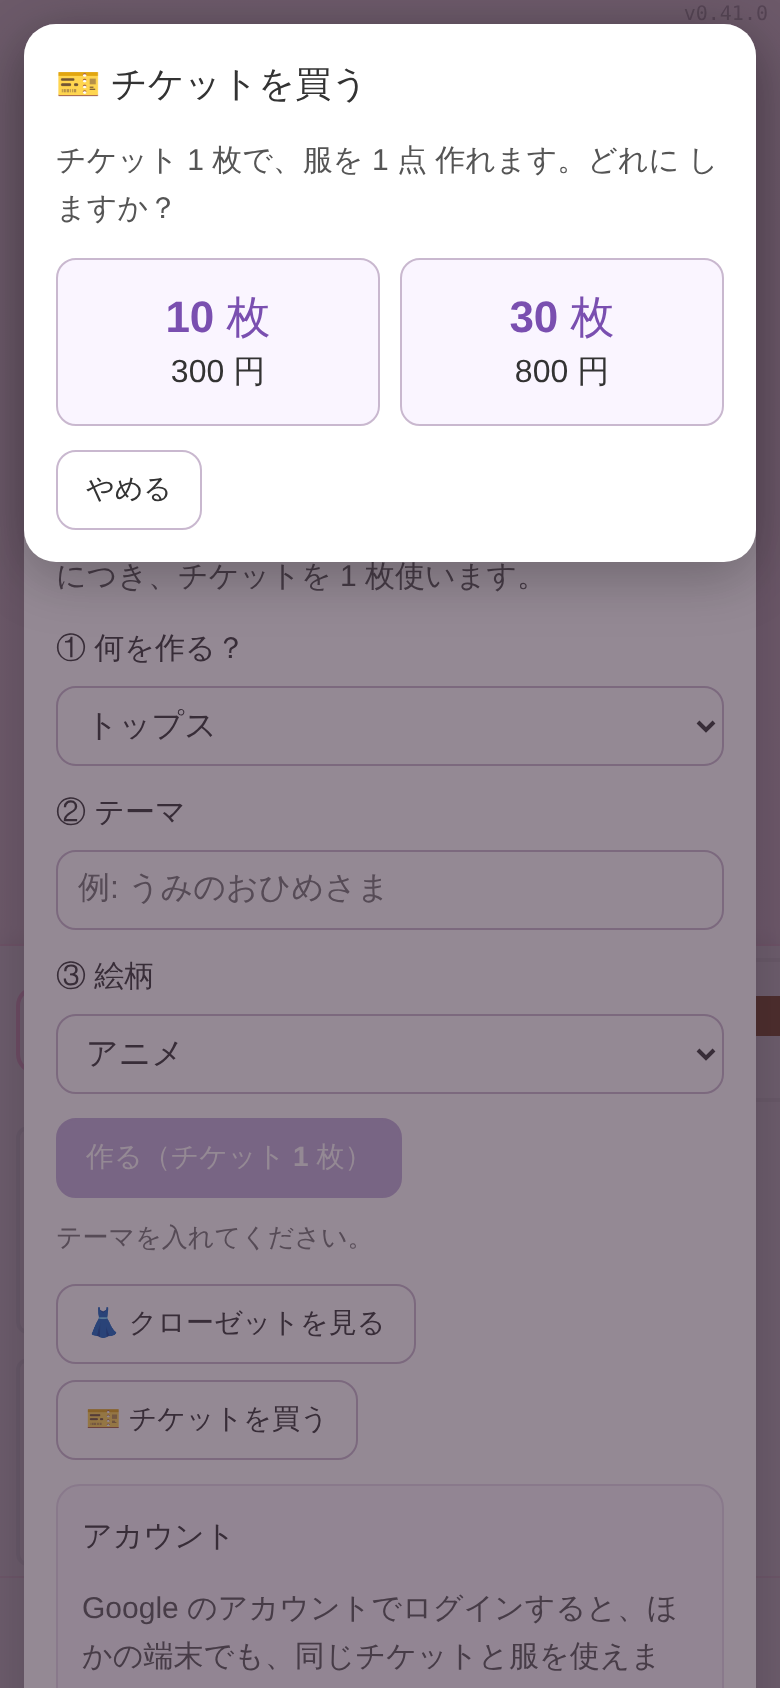 v0.41.0
🎫 チケットを買う
チケット 1 枚で、服を 1 点 作れます。どれに し
ますか？
10 枚
300 円
30 枚
800 円
やめる
につき、チケットを 1 枚使います。
① 何を作る？
トップス
② テーマ
例: うみのおひめさま
③ 絵柄
アニメ
作る（チケット 1 枚）
テーマを入れてください。
👗 クローゼットを見る
🎫 チケットを買う
アカウント
Google のアカウントでログインすると、ほ
かの端末でも、同じチケットと服を使えま